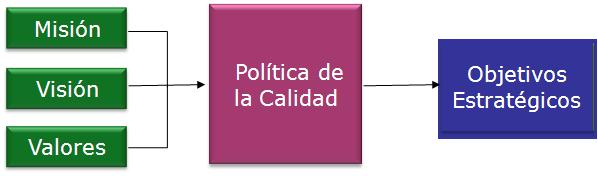 Misión
Visión
Valores
Política de
la Calidad
Objetivos
Estratégicos